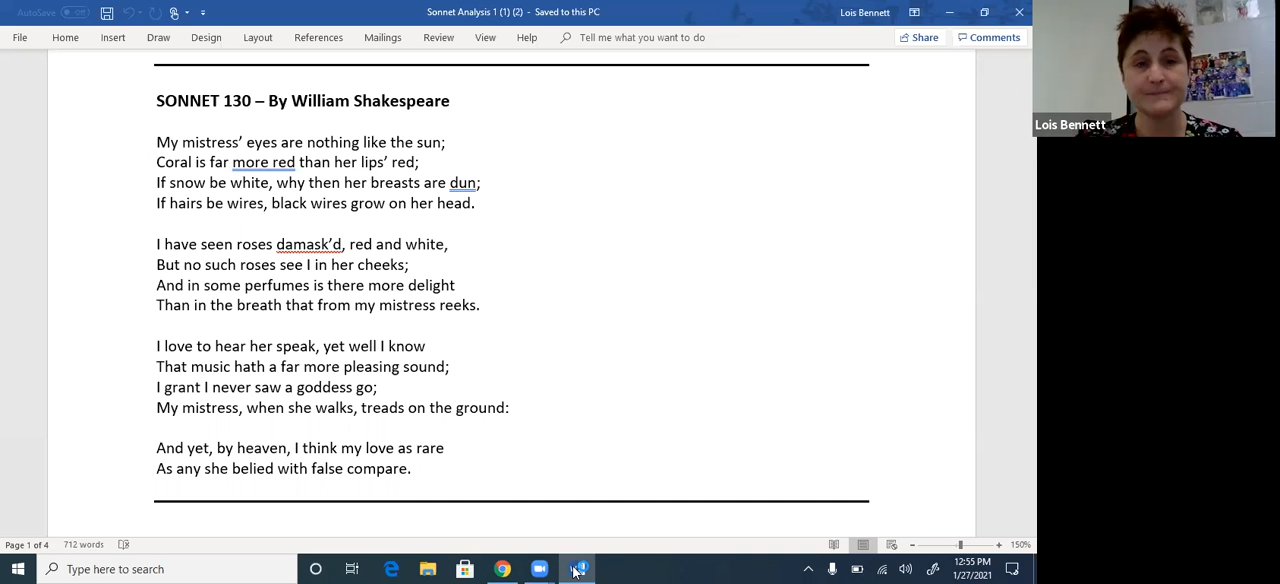 AutoSave Off Sonnet Analysis 1 (1) (2) - Saved to this PC Lois Bennett
File Home Insert Draw Design Layout References Mailings Review View Help Tell me what you want to do Share Comments
SONNET 130 – By William Shakespeare
My mistress’ eyes are nothing like the sun;
Coral is far more red than her lips’ red;
If snow be white, why then her breasts are dun;
If hairs be wires, black wires grow on her head.
I have seen roses damask’d, red and white,
But no such roses see I in her cheeks;
And in some perfumes is there more delight
Than in the breath that from my mistress reeks.
I love to hear her speak, yet well I know
That music hath a far more pleasing sound;
I grant I never saw a goddess go;
My mistress, when she walks, treads on the ground:
And yet, by heaven, I think my love as rare
As any she belied with false compare.
Lois Bennett
Page 1 of 4 712 words 150%
Type here to search 12:55 PM
1/27/2021